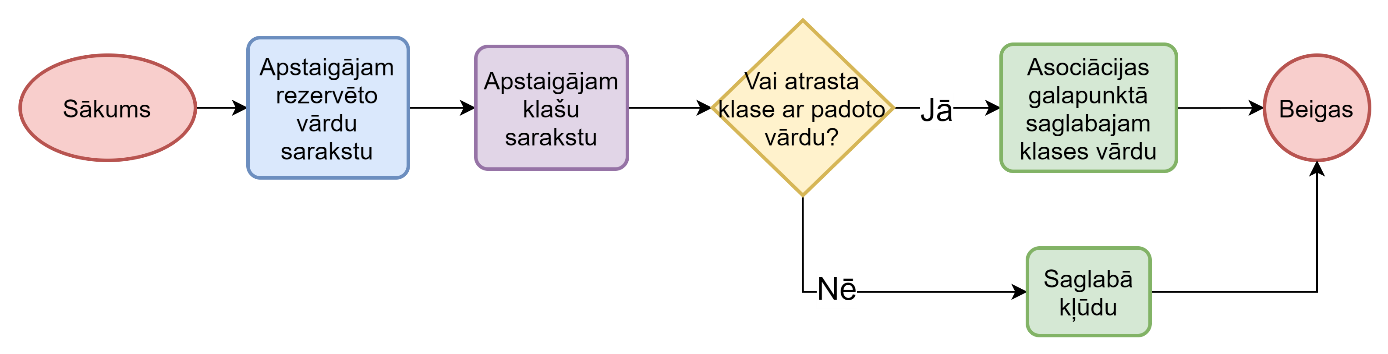 Sākums
Apstaigājam
rezervēto
vārdu
sarakstu
Apstaigājam
klašu
sarakstu
Vai atrasta
klase ar padoto
vārdu?
Jā
Asociācijas
galapunktā
saglabajam
klases vārdu
Beigas
Nē
Saglabā
kļūdu